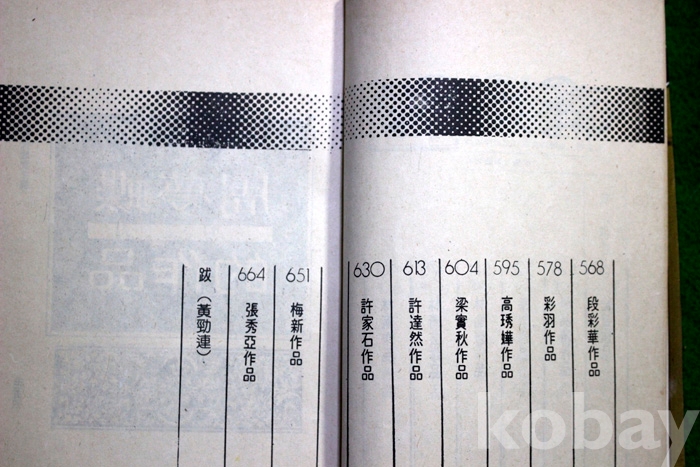 568 段彩華作品
578 彩羽作品
595 高琇嬅作品
604 梁實秋作品
613 許達然作品
630 許家石作品
651 梅新作品
664 張秀亞作品
跋（黃勁連）
作品
kobay